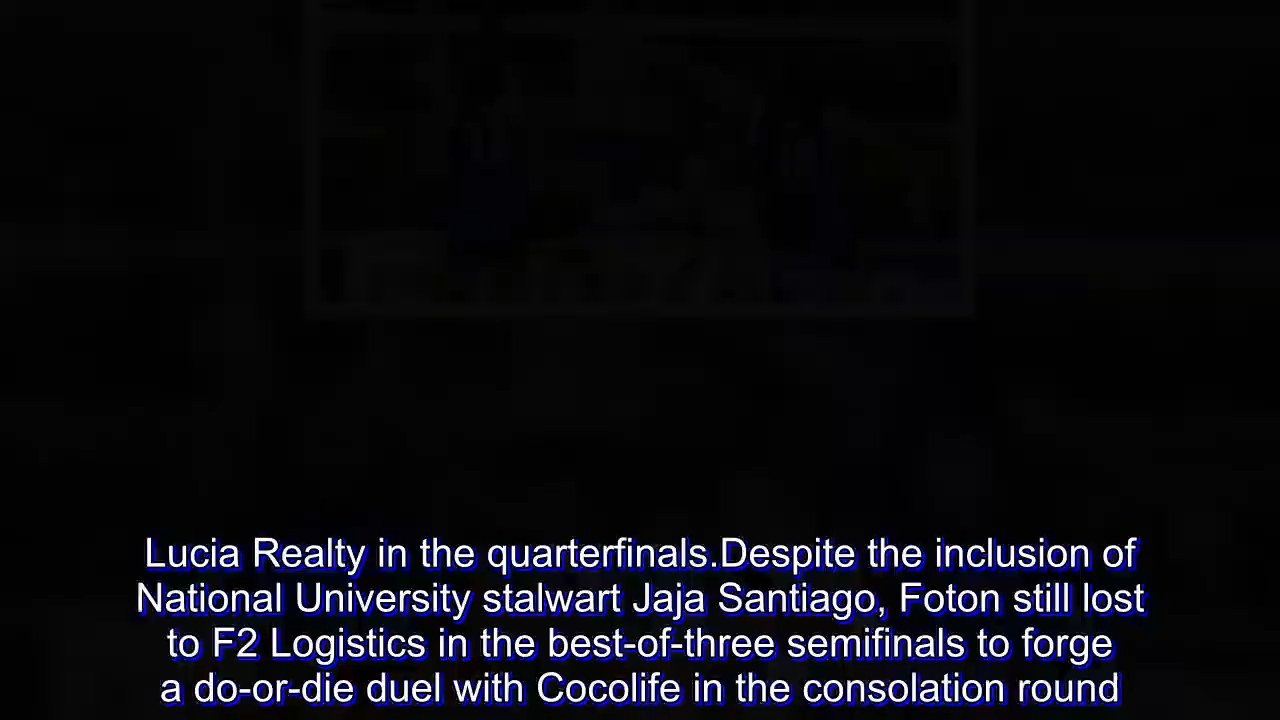 Lucia Realty in the quarterfinals.Despite the inclusion of
National University stalwart Jaja Santiago, Foton still lost
to F2 Logistics in the best-of-three semifinals to forge
a do-or-die duel with Cocolife in the consolation round